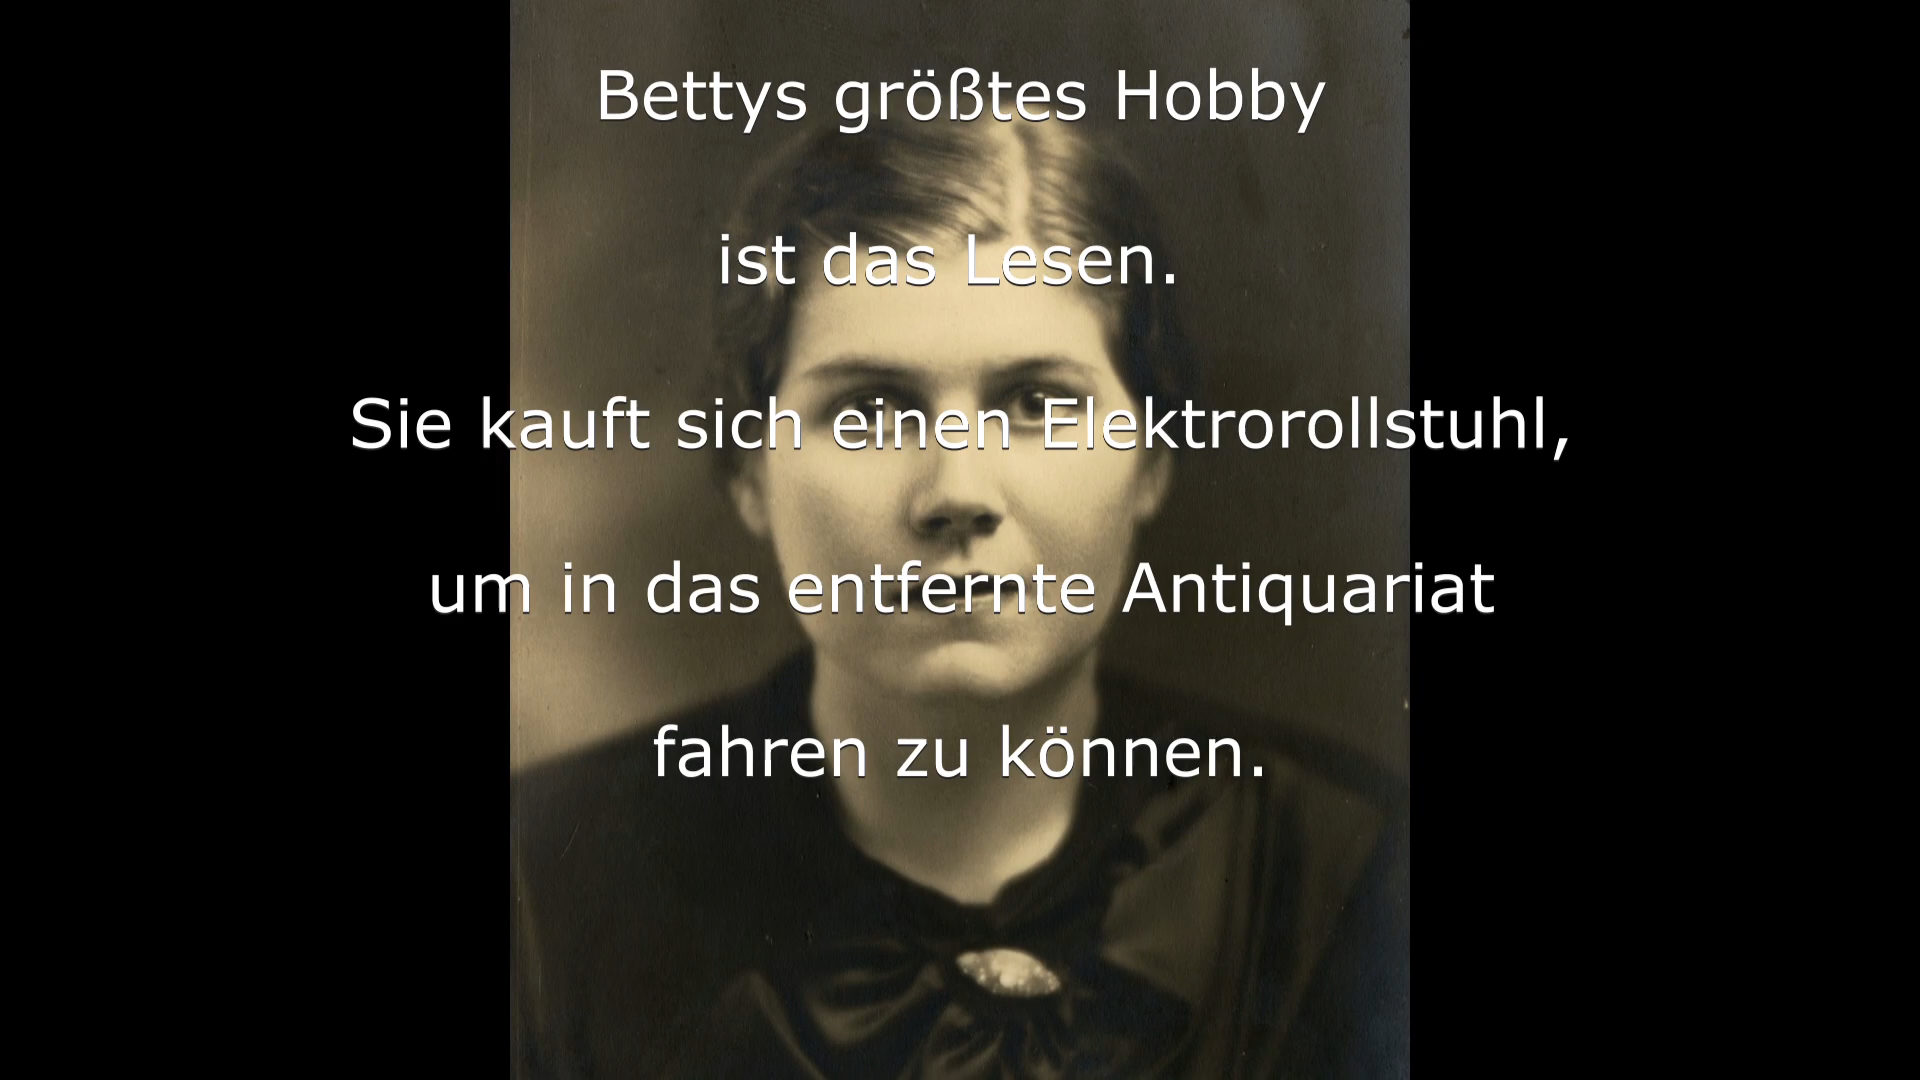 Bettys größtes Hobby
ist das Lesen.
Sie kauft sich einen Elektrorollstuhl,
um in das entfernte Antiquariat
fahren zu können.